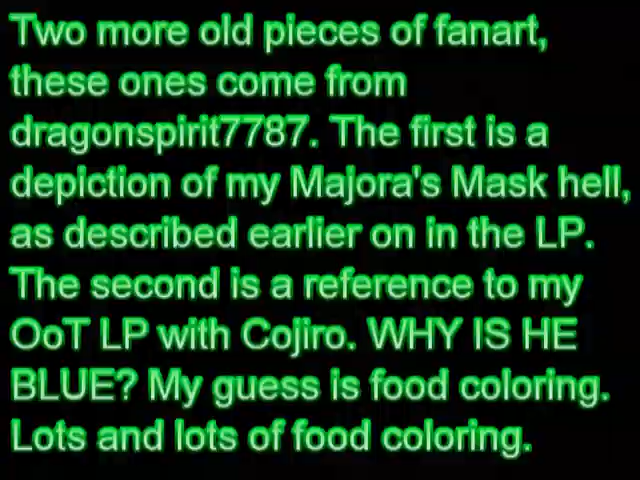 Two more old pieces of fanart,
these ones come from
dragonspirit7787. The first is a
depiction of my Majora's Mask hell,
as described earlier on in the LP.
The second is a reference to my
OoT LP with Cojiro. WHY IS HE
BLUE? My guess is food coloring.
Lots and lots of food coloring.